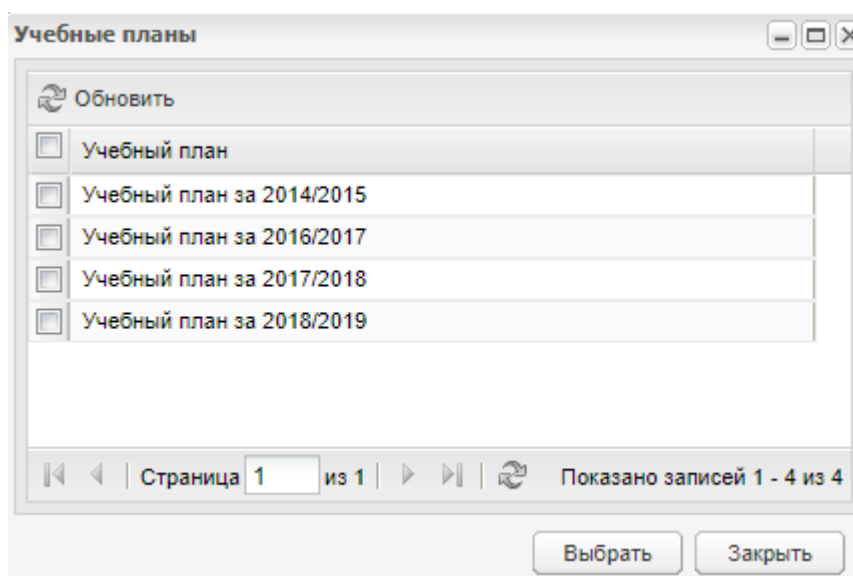 Учебные планы
Обновить
Учебный план
Учебный план за 2014/2015
Учебный план за 2016/2017
Учебный план за 2017/2018
Учебный план за 2018/2019
Страница 1 из 1 Показано записей 1 - 4 из 4
Выбрать Закрыть